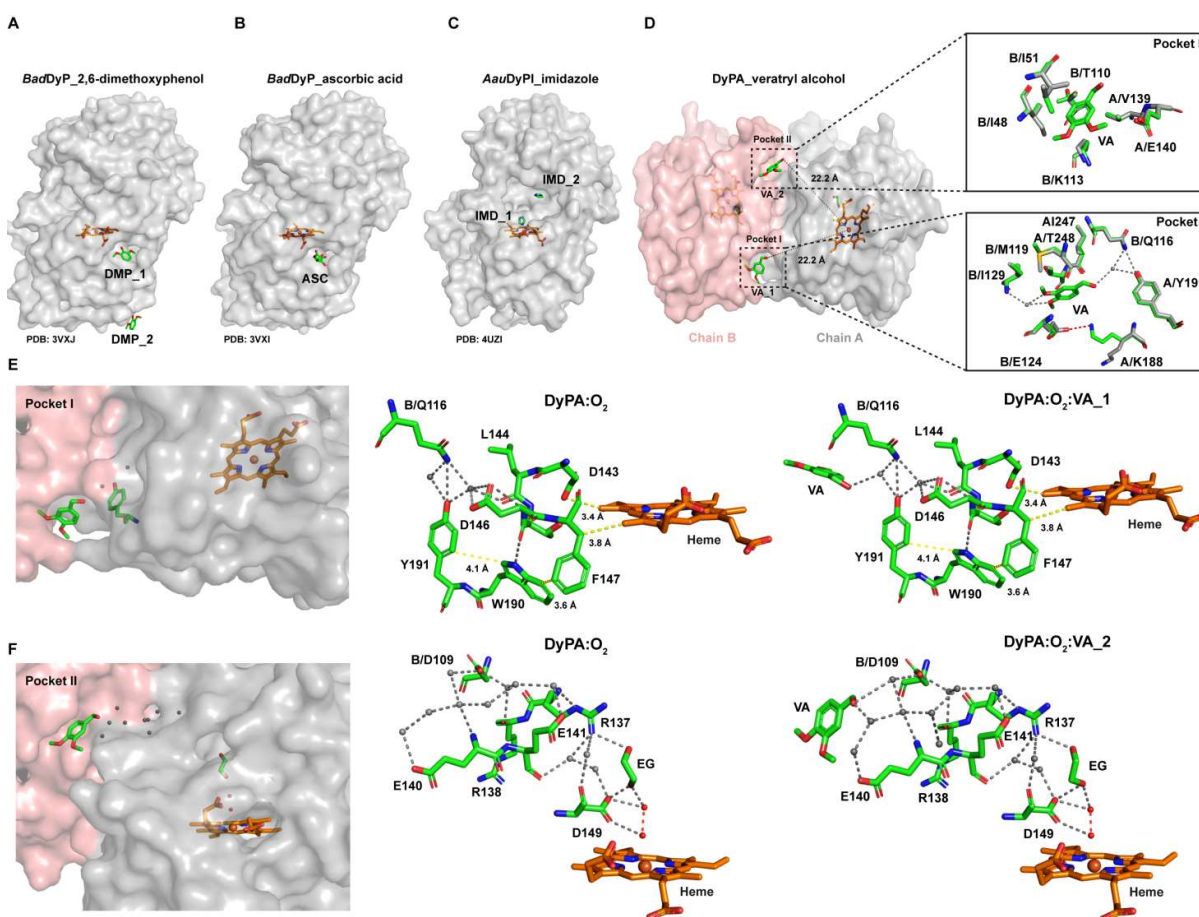 A
B
C
D
BadDyP_2,6-dimethoxyphenol
BadDyP_ascorbic acid
AauDyPI_imidazole
DyPA_veratryl alcohol
DMP_1
DMP_2
PDB: 3VXJ
ASC
PDB: 3VXI
IMD_2
IMD_1
PDB: 4UZI
Pocket II
VA_2
22.2 Å
Pocket I
22.2 Å
VA_1
Chain B
Chain A
Pocket I
B/I51
B/T110
A/V139
B/I48
VA
A/E140
B/K113
Pocket
AI247
B/Q116
A/T248
B/M119
B/I129
A/Y19
VA
B/E124
A/K188
E
Pocket I
DyPA:O2
B/Q116
L144
D143
D146
3.4 Å
3.8 Å
Heme
Y191
4.1 Å
F147
W190
3.6 Å
DyPA:O2:VA_1
B/Q116
L144
VA
D143
D146
3.4 Å
3.8 Å
Heme
Y191
4.1 Å
F147
W190
3.6 Å
F
Pocket II
DyPA:O2
B/D109
R137
E141
EG
E140
R138
D149
Heme
DyPA:O2:VA_2
B/D109
VA
R137
E141
EG
E140
R138
D149
Heme